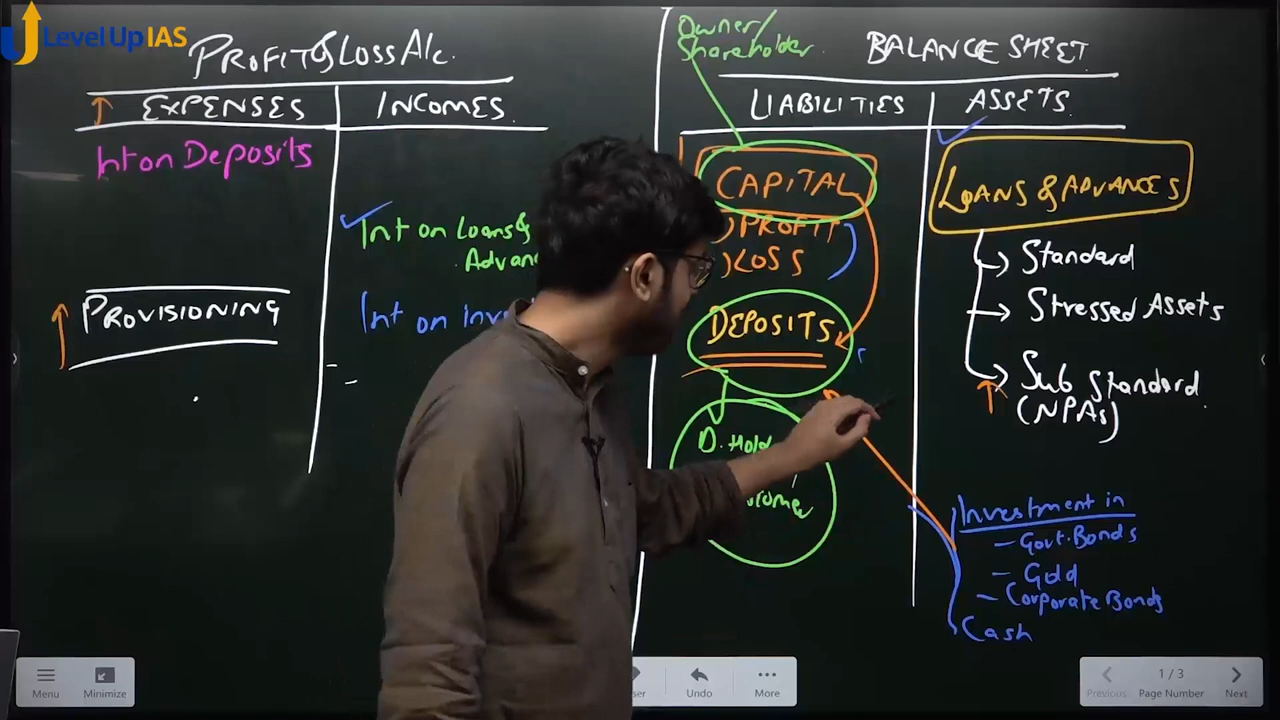 Level Up IAS
PROFIT & LOSS A/c.
EXPENSES
INCOMES
Int on Deposits
Int on Loans &
Advan
PROVISIONING
Int on Inv
Owner/
Shareholder
BALANCE SHEET
LIABILITIES
ASSETS
CAPITAL
) PROFIT
) LOSS
DEPOSITS
D. Hold
LOANS & ADVANCES
Standard
Stressed Assets
Sub Standard
(NPAs)
Investment in
- Govt. Bonds
- Gold
- Corporate Bonds
Cash
Menu
Minimize
ser
Undo
More
1/3
Previous
Page Number
Next